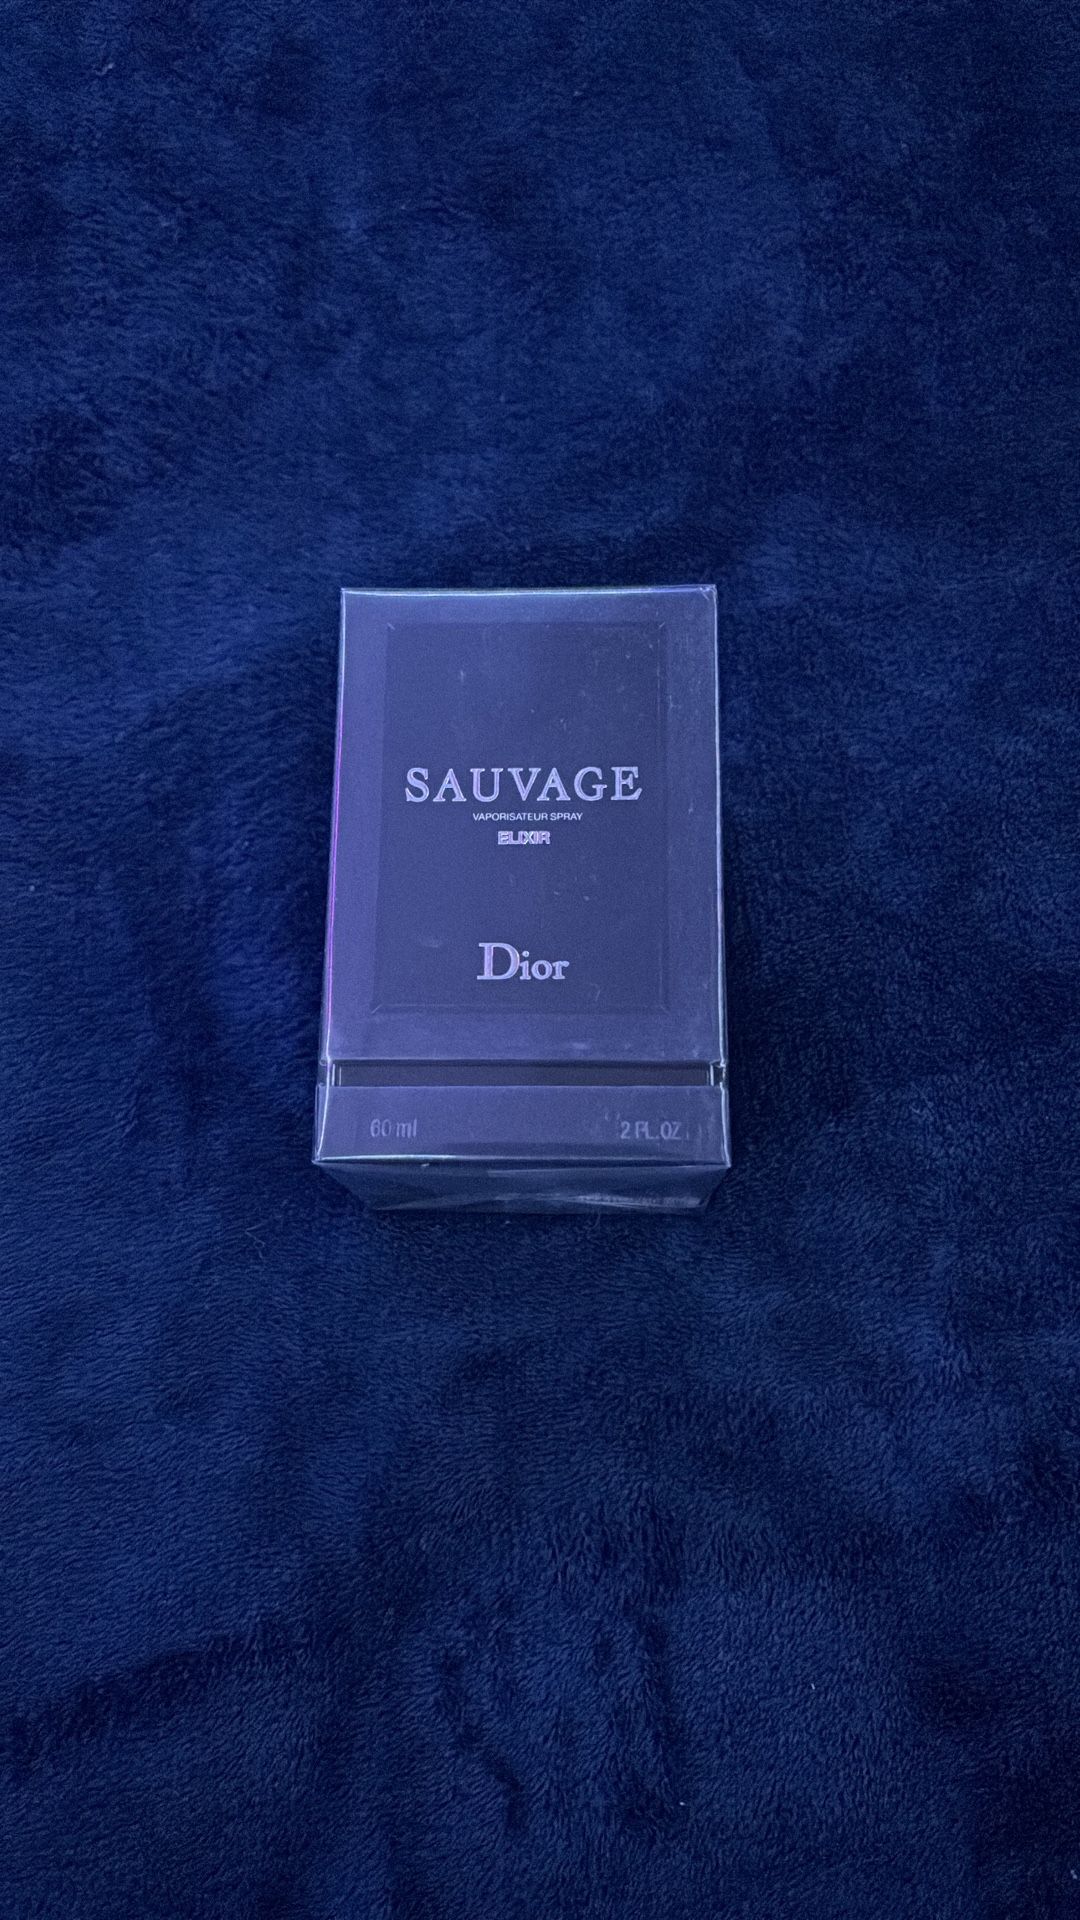 SAUVAGE
VAPORISATEUR SPRAY
ELIXIR
Dior
60 ml 2 FL.OZ.